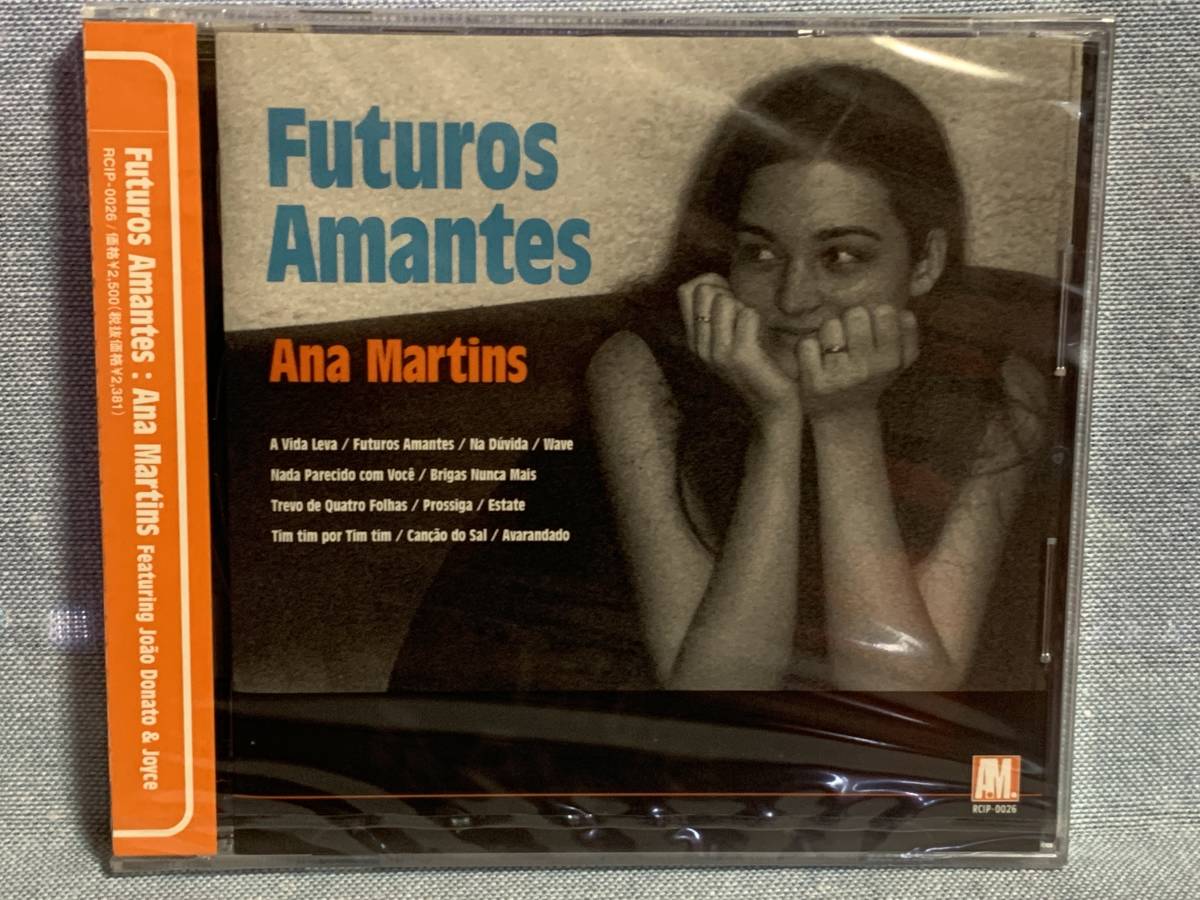 Futuros Amantes : Ana Martins Featuring João Donato & Joyce
RCIP-0026 / 価格¥2,500(税抜価格¥2,381)
Futuros
Amantes
Ana Martins
A Vida Leva / Futuros Amantes / Na Dúvida / Wave
Nada Parecido com Você / Brigas Nunca Mais
Trevo de Quatro Folhas / Prossiga / Estate
Tim tim por Tim tim / Canção do Sal / Avarandado
A.M.
RCIP-0026